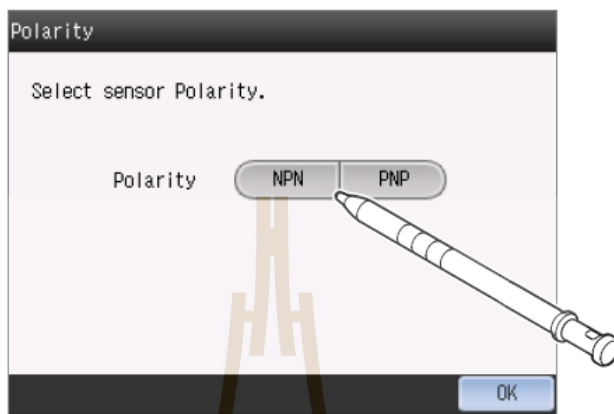 Polarity
Select sensor Polarity.
Polarity NPN PNP
OK